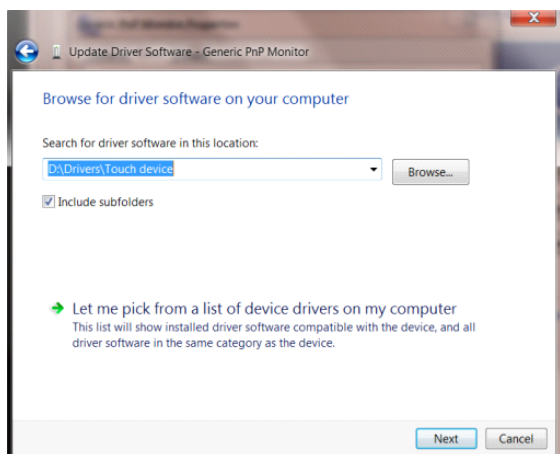 Update Driver Software - Generic PnP Monitor
Browse for driver software on your computer
Search for driver software in this location:
D:\Drivers\Touch device
Browse...
Include subfolders
Let me pick from a list of device drivers on my computer
This list will show installed driver software compatible with the device, and all
driver software in the same category as the device.
Next
Cancel